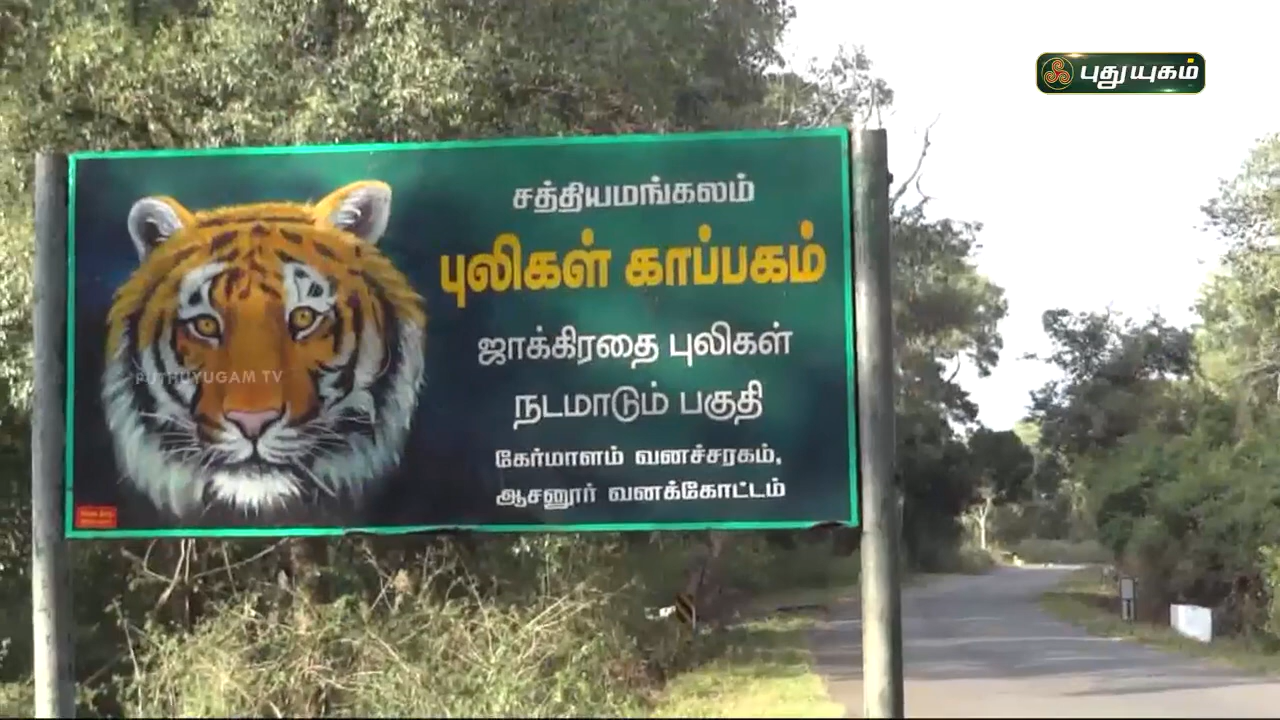 புதுயுகம்
சத்தியமங்கலம்
புலிகள் காப்பகம்
ஜாக்கிரதை புலிகள்
நடமாடும் பகுதி
கேர்மாளம் வனச்சரகம்,
ஆசனூர் வனக்கோட்டம்
PUTHUYUGAM TV